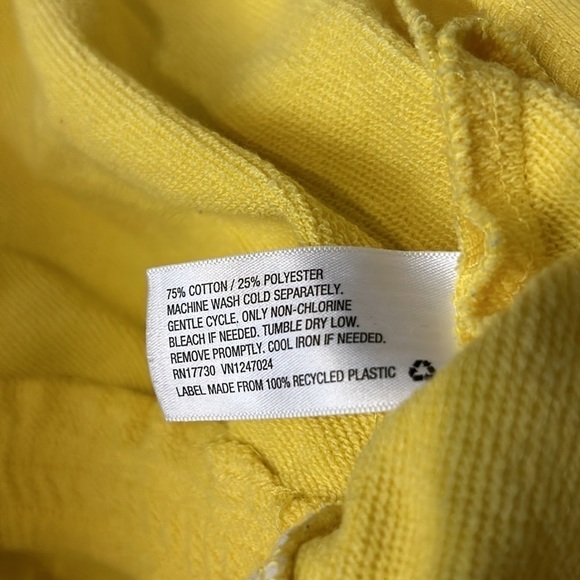 75% COTTON / 25% POLYESTER
MACHINE WASH COLD SEPARATELY.
GENTLE CYCLE. ONLY NON-CHLORINE
BLEACH IF NEEDED. TUMBLE DRY LOW.
REMOVE PROMPTLY. COOL IRON IF NEEDED.
RN17730 VN1247024
LABEL MADE FROM 100% RECYCLED PLASTIC